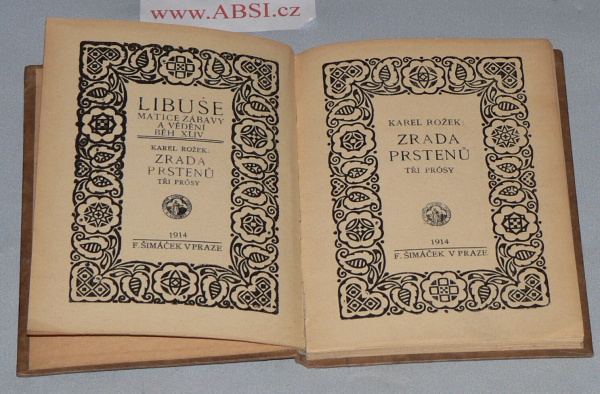 www.ABSI.cz
LIBUŠE
MATICE ZÁBAVY
A VĚDĚNÍ
BĚH XLIV
KAREL ROŽEK:
ZRADA
PRSTENŮ
TŘI PRÓSY
1914
F. ŠIMÁČEK V PRAZE
KAREL ROŽEK:
ZRADA
PRSTENŮ
TŘI PRÓSY
1914
F. ŠIMÁČEK V PRAZE